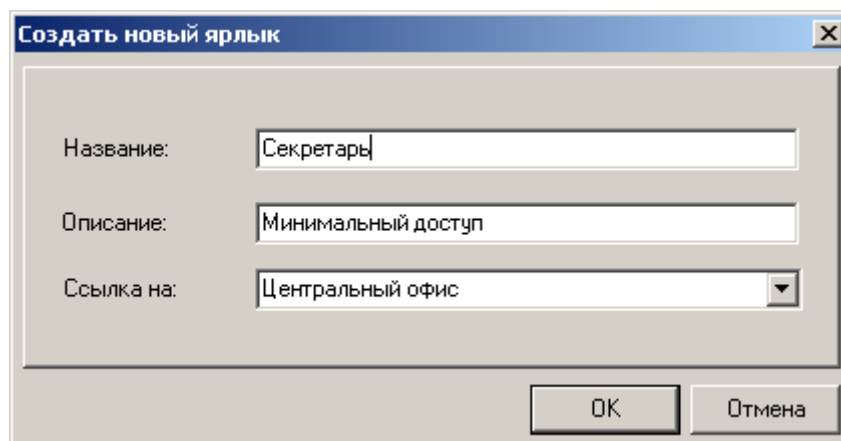 Создать новый ярлык
Название: Секретарь
Описание: Минимальный доступ
Ссылка на: Центральный офис
OK Отмена